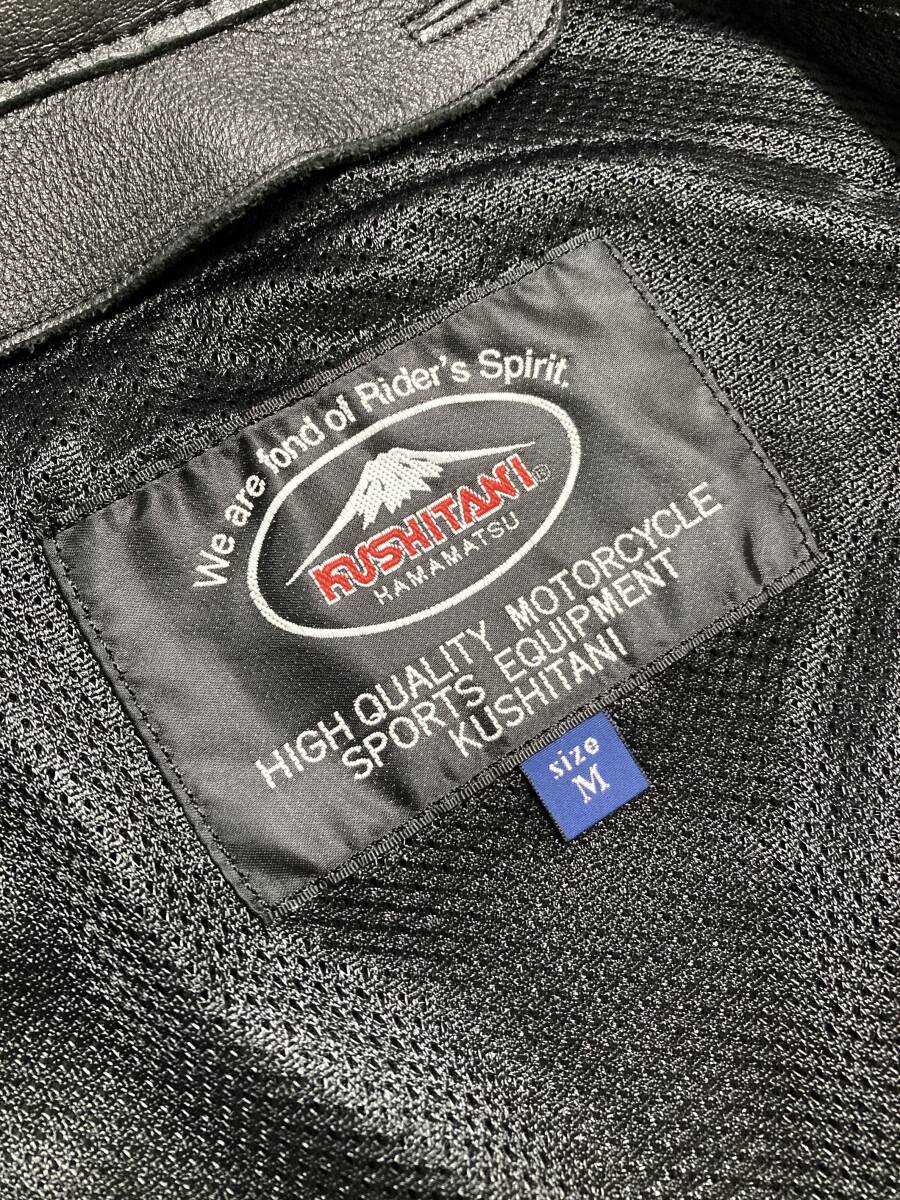 We are fond of Rider's Spirit.
KUSHITANI®
HAMAMATSU
HIGH QUALITY MOTORCYCLE
SPORTS EQUIPMENT
KUSHITANI
size
M